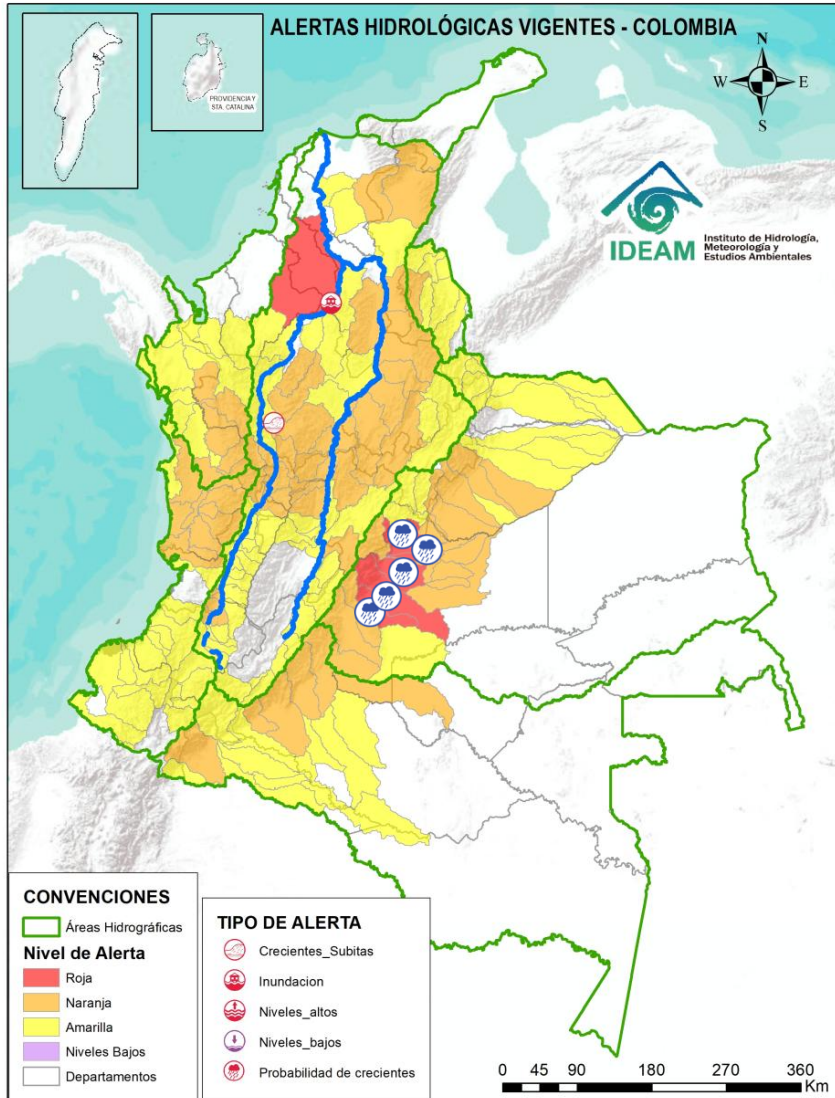 ALERTAS HIDROLÓGICAS VIGENTES - COLOMBIA
PROVIDENCIA Y
STA. CATALINA
N
W
E
S
IDEAM
Instituto de Hidrología,
Meteorología y
Estudios Ambientales
CONVENCIONES
Áreas Hidrográficas
Nivel de Alerta
Roja
Naranja
Amarilla
Niveles Bajos
Departamentos
TIPO DE ALERTA
Crecientes_Subitas
Inundacion
Niveles_altos
Niveles_bajos
Probabilidad de crecientes
0 45 90 180 270 360
Km